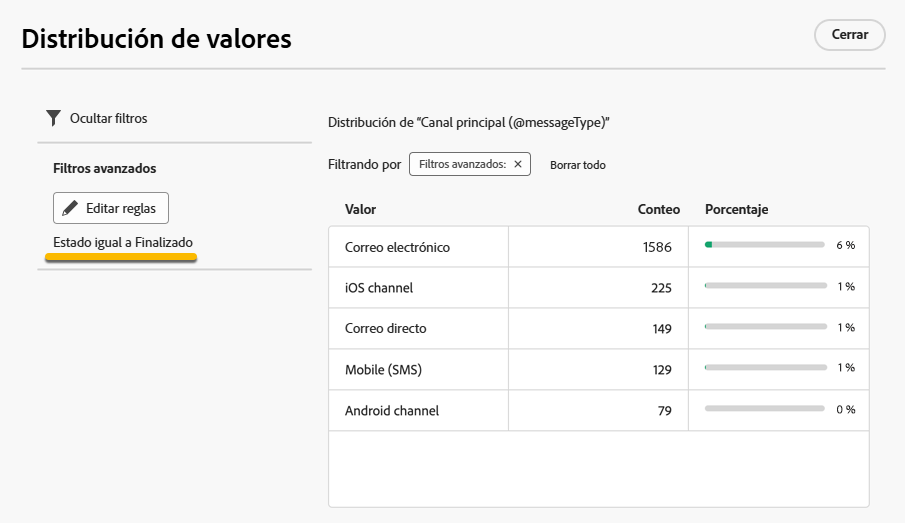 Distribución de valores
Cerrar
Ocultar filtros
Filtros avanzados
Editar reglas
Estado igual a Finalizado
Distribución de "Canal principal (@messageType)"
Filtrando por Filtros avanzados: × Borrar todo
Valor Conteo Porcentaje
Correo electrónico 1586 6 %
iOS channel 225 1 %
Correo directo 149 1 %
Mobile (SMS) 129 1 %
Android channel 79 0 %